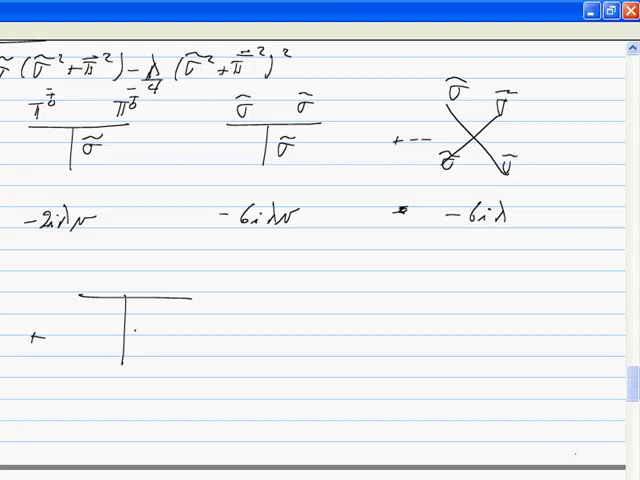 σ̃ (σ̃² + π⃗²) - λ/4 (σ̃² + π⃗²)²
π π σ̃ σ̃ σ̃ σ̃
σ̃ σ̃ + -- σ̃ σ̃
-2iλv -6iλv -6iλ
+